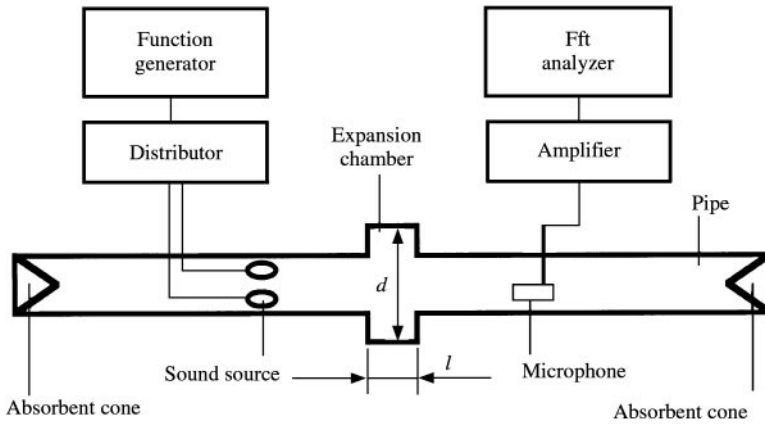 Function
generator
Fft
analyzer
Distributor
Expansion
chamber
Amplifier
Pipe
d
Sound source
l
Microphone
Absorbent cone
Absorbent cone